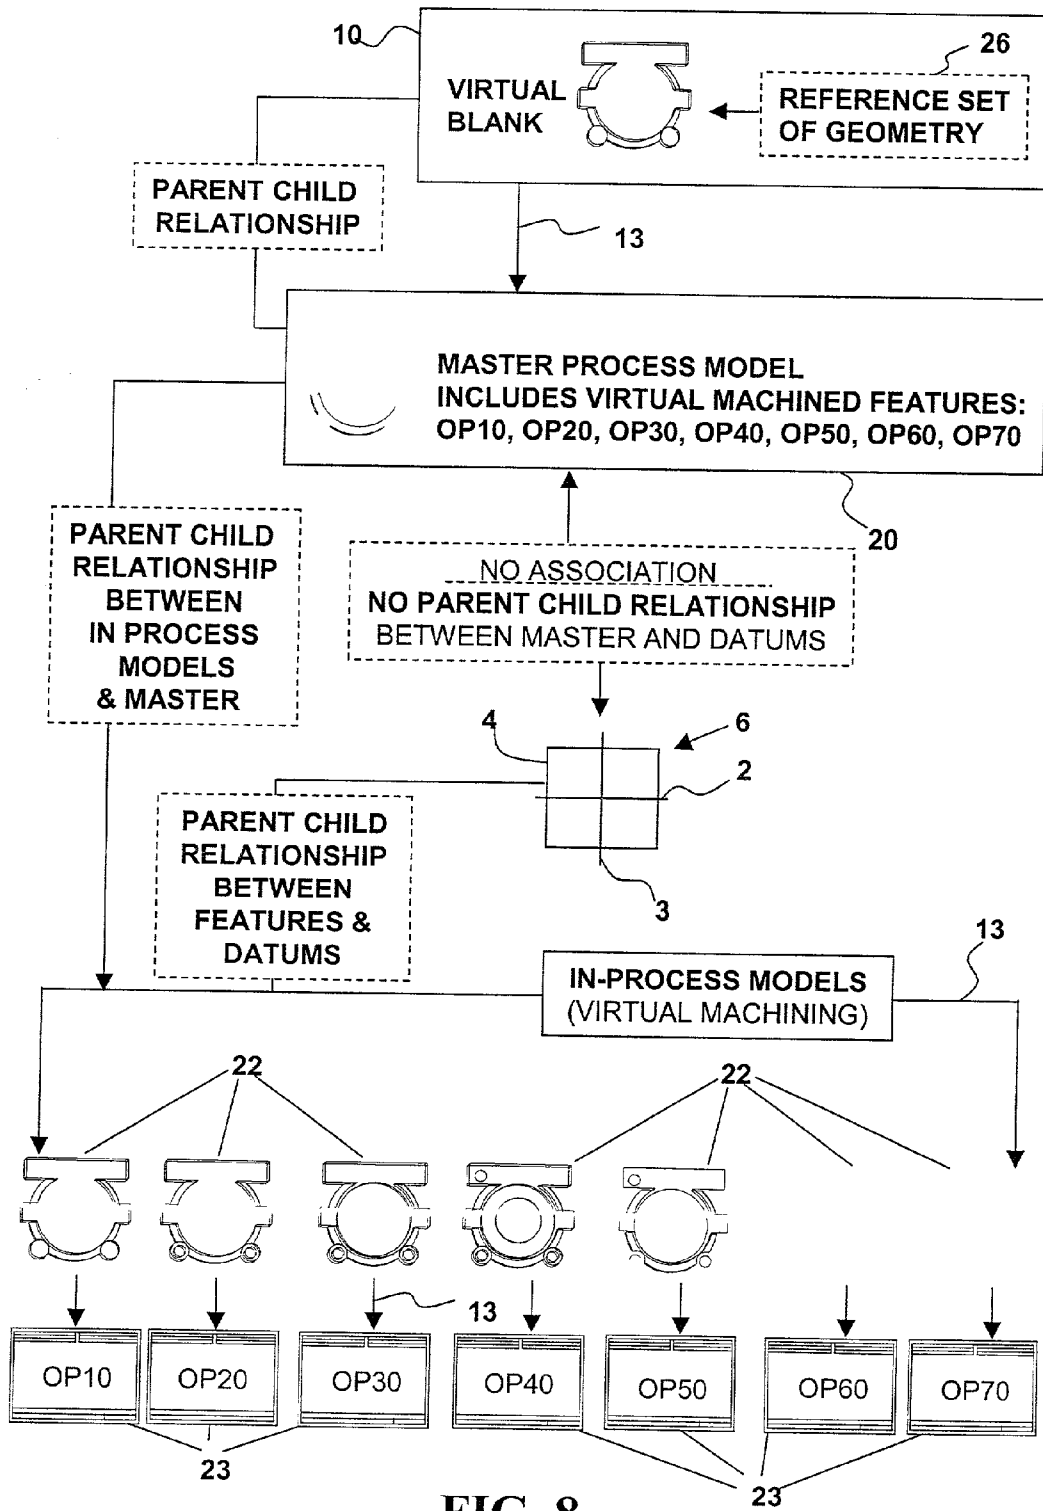 10
26
VIRTUAL
BLANK
REFERENCE SET
OF GEOMETRY
PARENT CHILD
RELATIONSHIP
13
MASTER PROCESS MODEL
INCLUDES VIRTUAL MACHINED FEATURES:
OP10, OP20, OP30, OP40, OP50, OP60, OP70
20
PARENT CHILD
RELATIONSHIP
BETWEEN
IN PROCESS
MODELS
& MASTER
NO ASSOCIATION
NO PARENT CHILD RELATIONSHIP
BETWEEN MASTER AND DATUMS
4
6
2
3
PARENT CHILD
RELATIONSHIP
BETWEEN
FEATURES &
DATUMS
IN-PROCESS MODELS
(VIRTUAL MACHINING)
13
22
22
13
OP10
OP20
OP30
OP40
OP50
OP60
OP70
23
23
FIG. 8